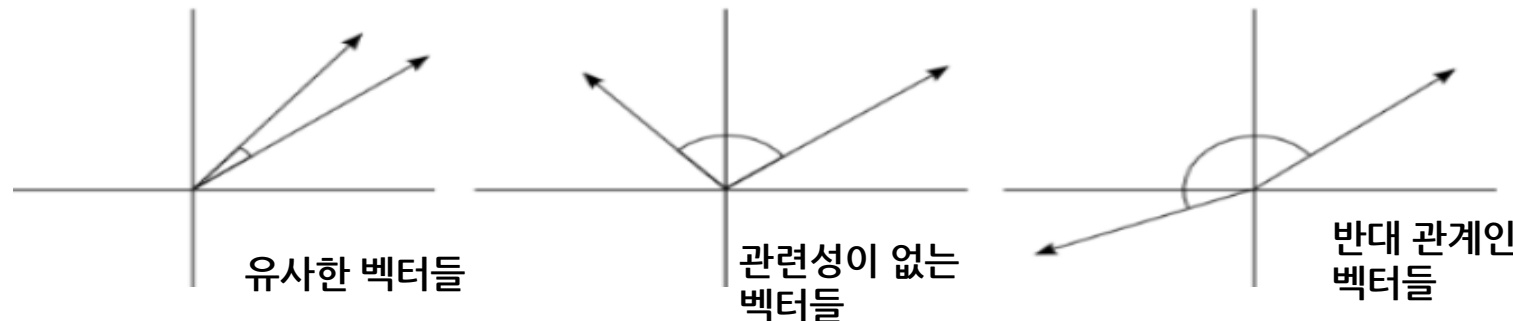 유사한 벡터들
관련성이 없는
벡터들
반대 관계인
벡터들